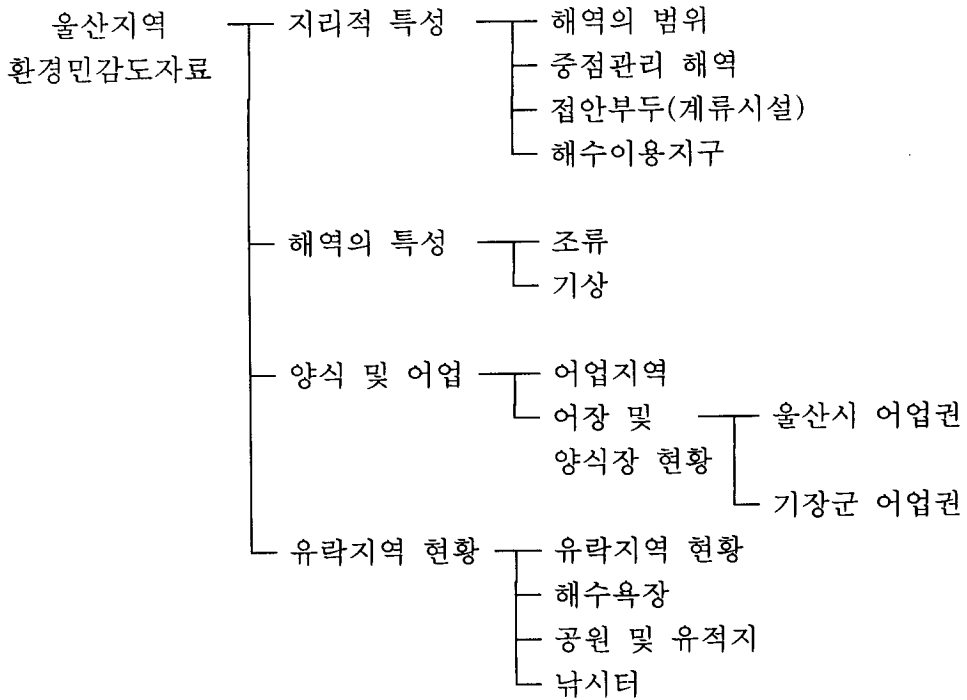 울산지역
환경민감도자료
지리적 특성
해역의 범위
중점관리 해역
접안부두(계류시설)
해수이용지구
해역의 특성
조류
기상
양식 및 어업
어업지역
어장 및
양식장 현황
울산시 어업권
기장군 어업권
유락지역 현황
유락지역 현황
해수욕장
공원 및 유적지
낚시터